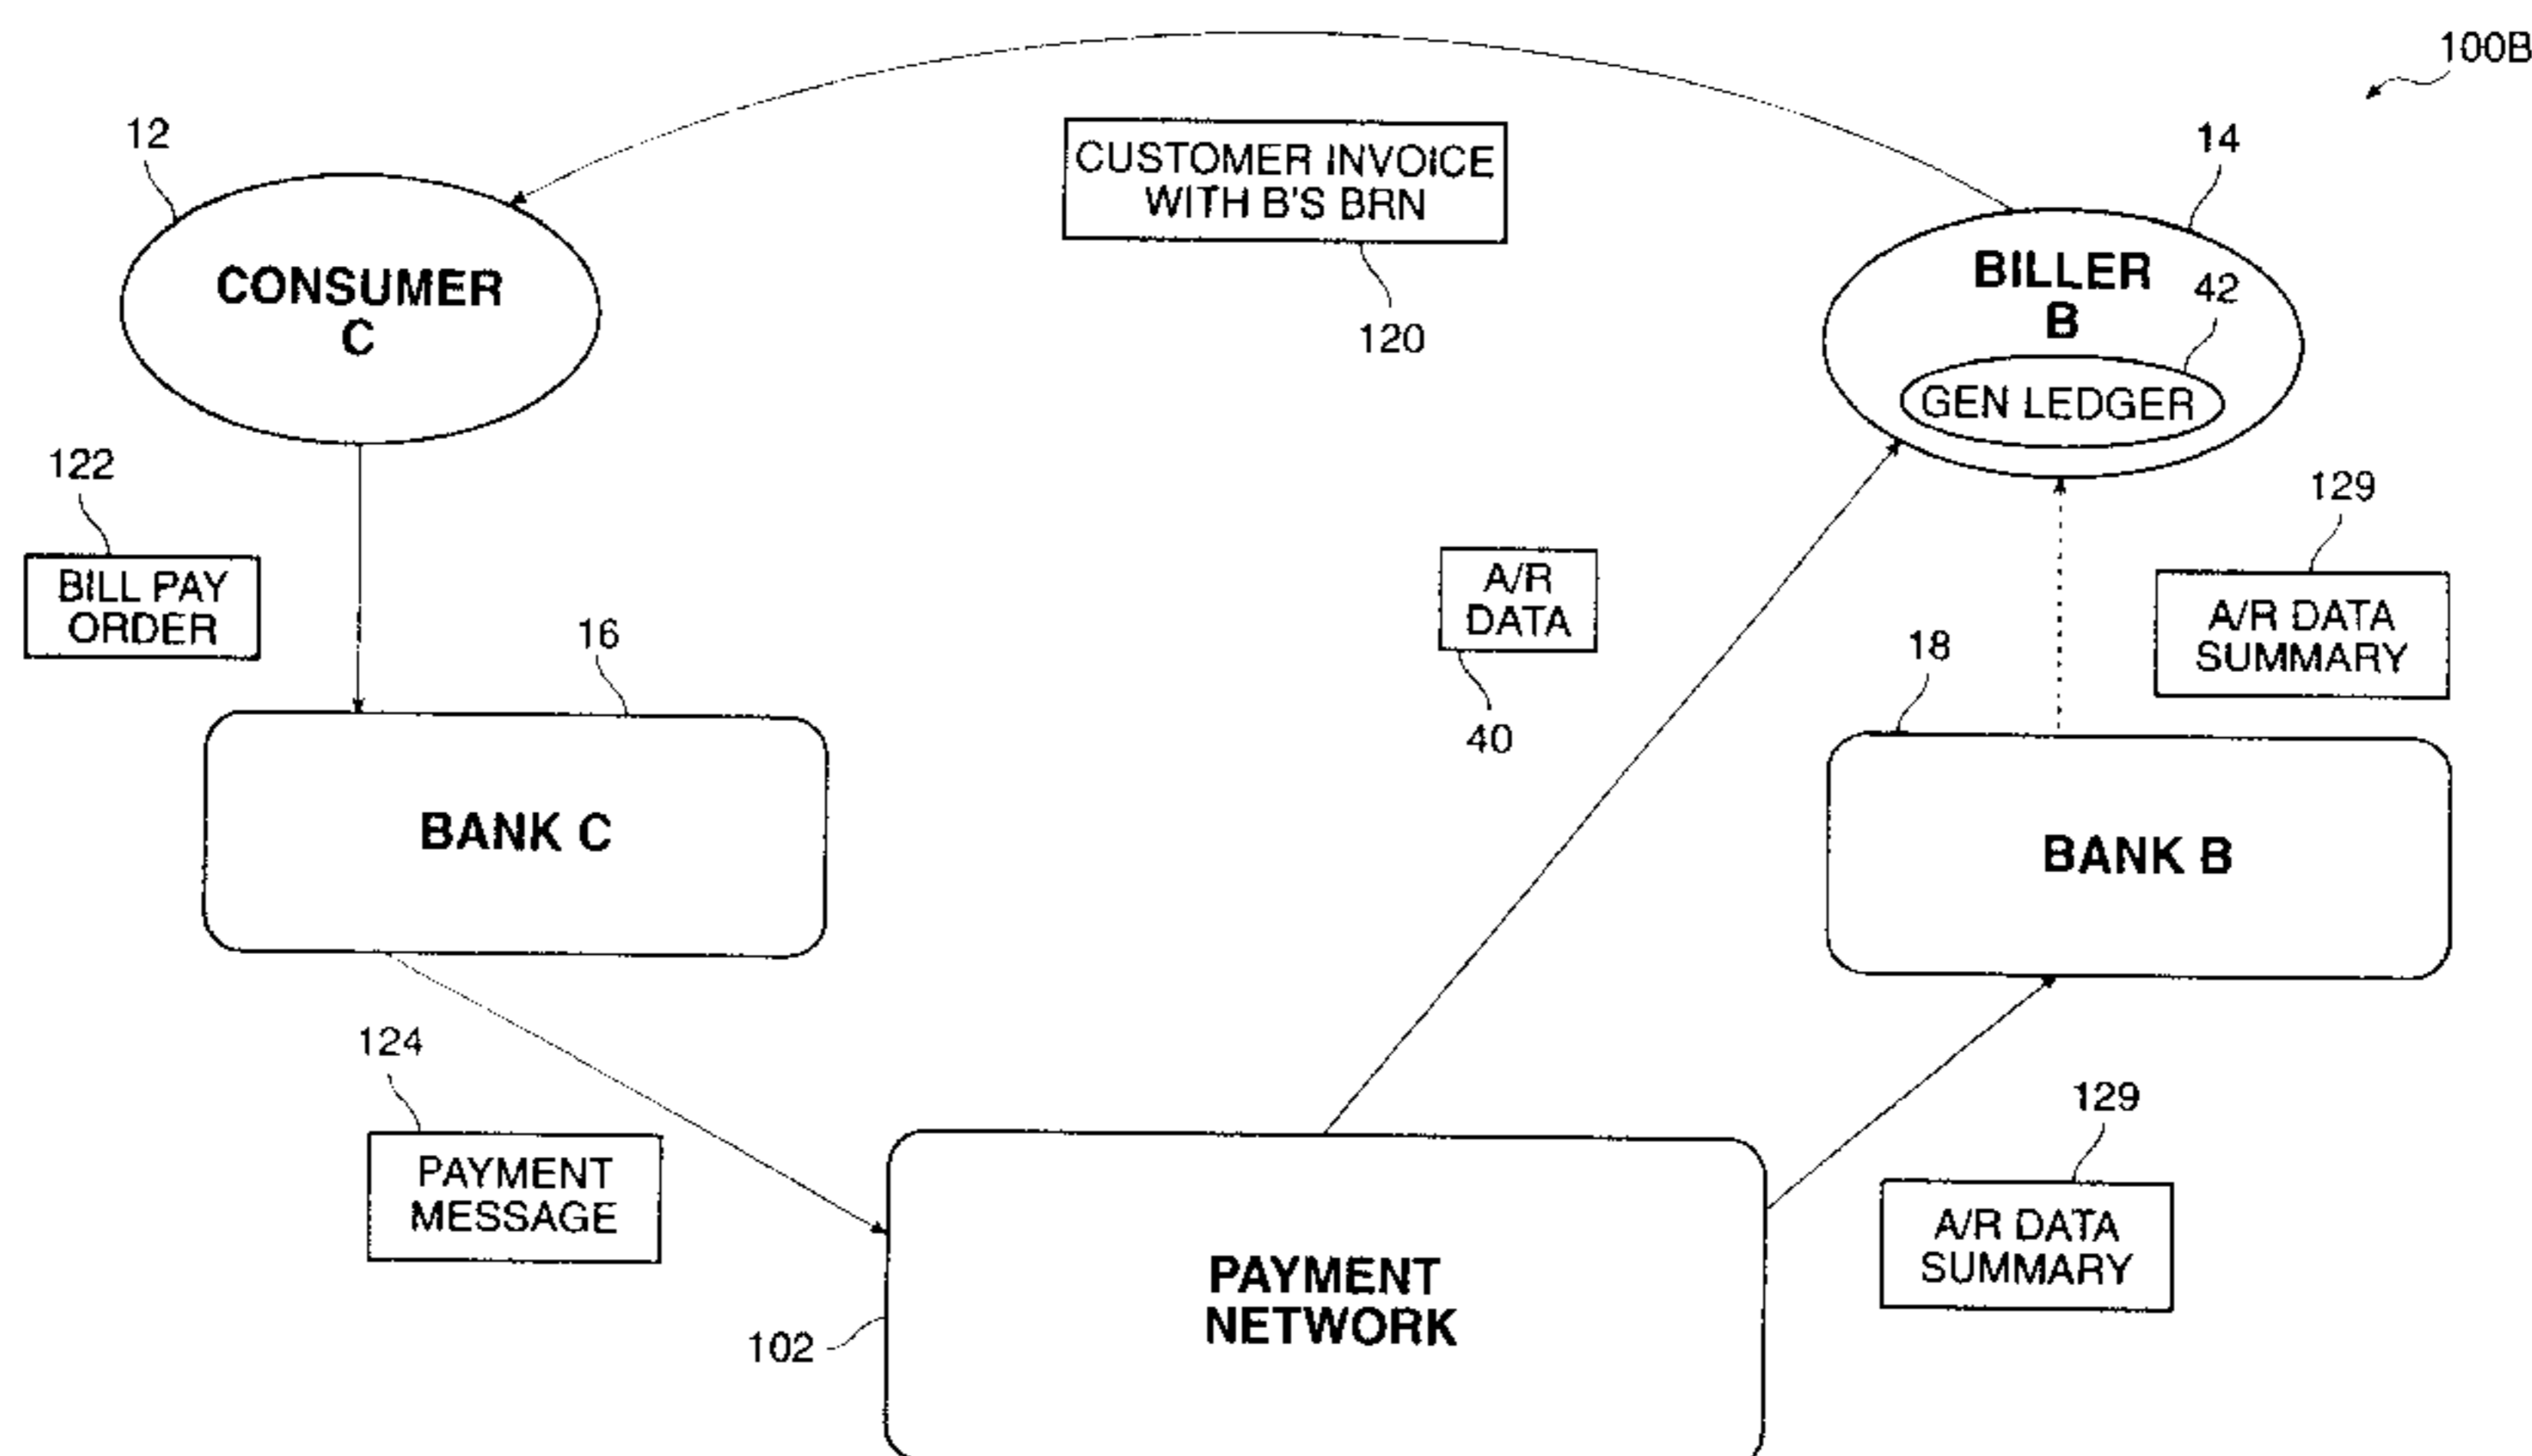 100B
12
CUSTOMER INVOICE
WITH B'S BRN
120
14
CONSUMER
C
BILLER
B
42
GEN LEDGER
122
BILL PAY
ORDER
16
A/R
DATA
40
129
A/R DATA
SUMMARY
18
BANK C
BANK B
124
PAYMENT
MESSAGE
129
A/R DATA
SUMMARY
PAYMENT
NETWORK
102